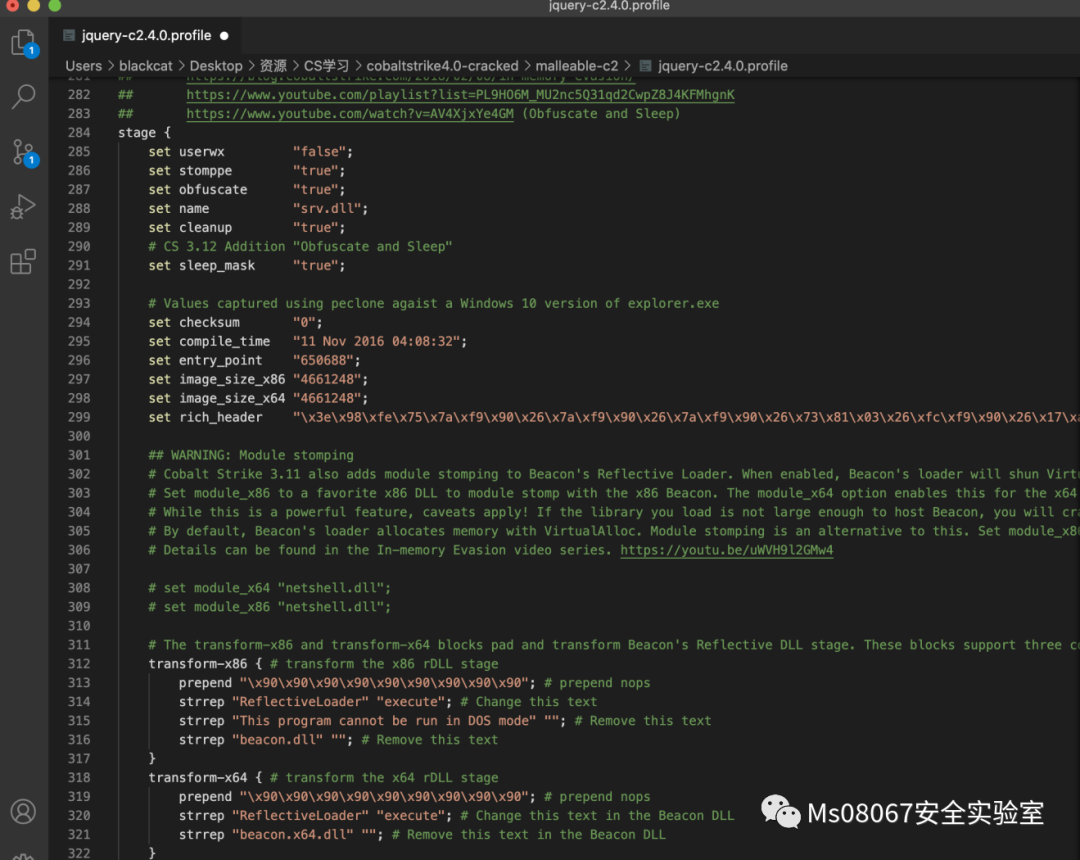 jquery-c2.4.0.profile
jquery-c2.4.0.profile
Users > blackcat > Desktop > 资源 > CS学习 > cobaltstrike4.0-cracked > malleable-c2 > jquery-c2.4.0.profile
282 ## https://www.youtube.com/playlist?list=PL9HO6M_MU2nc5Q31qd2CwpZ8J4KFMhgnK
283 ## https://www.youtube.com/watch?v=AV4XjxYe4GM (Obfuscate and Sleep)
284 stage {
285 set userwx "false";
286 set stomppe "true";
287 set obfuscate "true";
288 set name "srv.dll";
289 set cleanup "true";
290 # CS 3.12 Addition "Obfuscate and Sleep"
291 set sleep_mask "true";
292
293 # Values captured using peclone agaist a Windows 10 version of explorer.exe
294 set checksum "0";
295 set compile_time "11 Nov 2016 04:08:32";
296 set entry_point "650688";
297 set image_size_x86 "4661248";
298 set image_size_x64 "4661248";
299 set rich_header "\x3e\x98\xfe\x75\x7a\xf9\x90\x26\x7a\xf9\x90\x26\x7a\xf9\x90\x26\x73\x81\x03\x26\xfc\xf9\x90\x26\x17\x
300
301 ## WARNING: Module stomping
302 # Cobalt Strike 3.11 also adds module stomping to Beacon's Reflective Loader. When enabled, Beacon's loader will shun Virt
303 # Set module_x86 to a favorite x86 DLL to module stomp with the x86 Beacon. The module_x64 option enables this for the x64
304 # While this is a powerful feature, caveats apply! If the library you load is not large enough to host Beacon, you will cr
305 # By default, Beacon's loader allocates memory with VirtualAlloc. Module stomping is an alternative to this. Set module_x8
306 # Details can be found in the In-memory Evasion video series. https://youtu.be/uWVH9l2GMw4
307
308 # set module_x64 "netshell.dll";
309 # set module_x86 "netshell.dll";
310
311 # The transform-x86 and transform-x64 blocks pad and transform Beacon's Reflective DLL stage. These blocks support three c
312 transform-x86 { # transform the x86 rDLL stage
313 prepend "\x90\x90\x90\x90\x90\x90\x90\x90\x90"; # prepend nops
314 strrep "ReflectiveLoader" "execute"; # Change this text
315 strrep "This program cannot be run in DOS mode" ""; # Remove this text
316 strrep "beacon.dll" ""; # Remove this text
317 }
318 transform-x64 { # transform the x64 rDLL stage
319 prepend "\x90\x90\x90\x90\x90\x90\x90\x90\x90"; # prepend nops
320 strrep "ReflectiveLoader" "execute"; # Change this text in the Beacon DLL
321 strrep "beacon.x64.dll" ""; # Remove this text in the Beacon DLL
322 }
1
1
Ms08067安全实验室